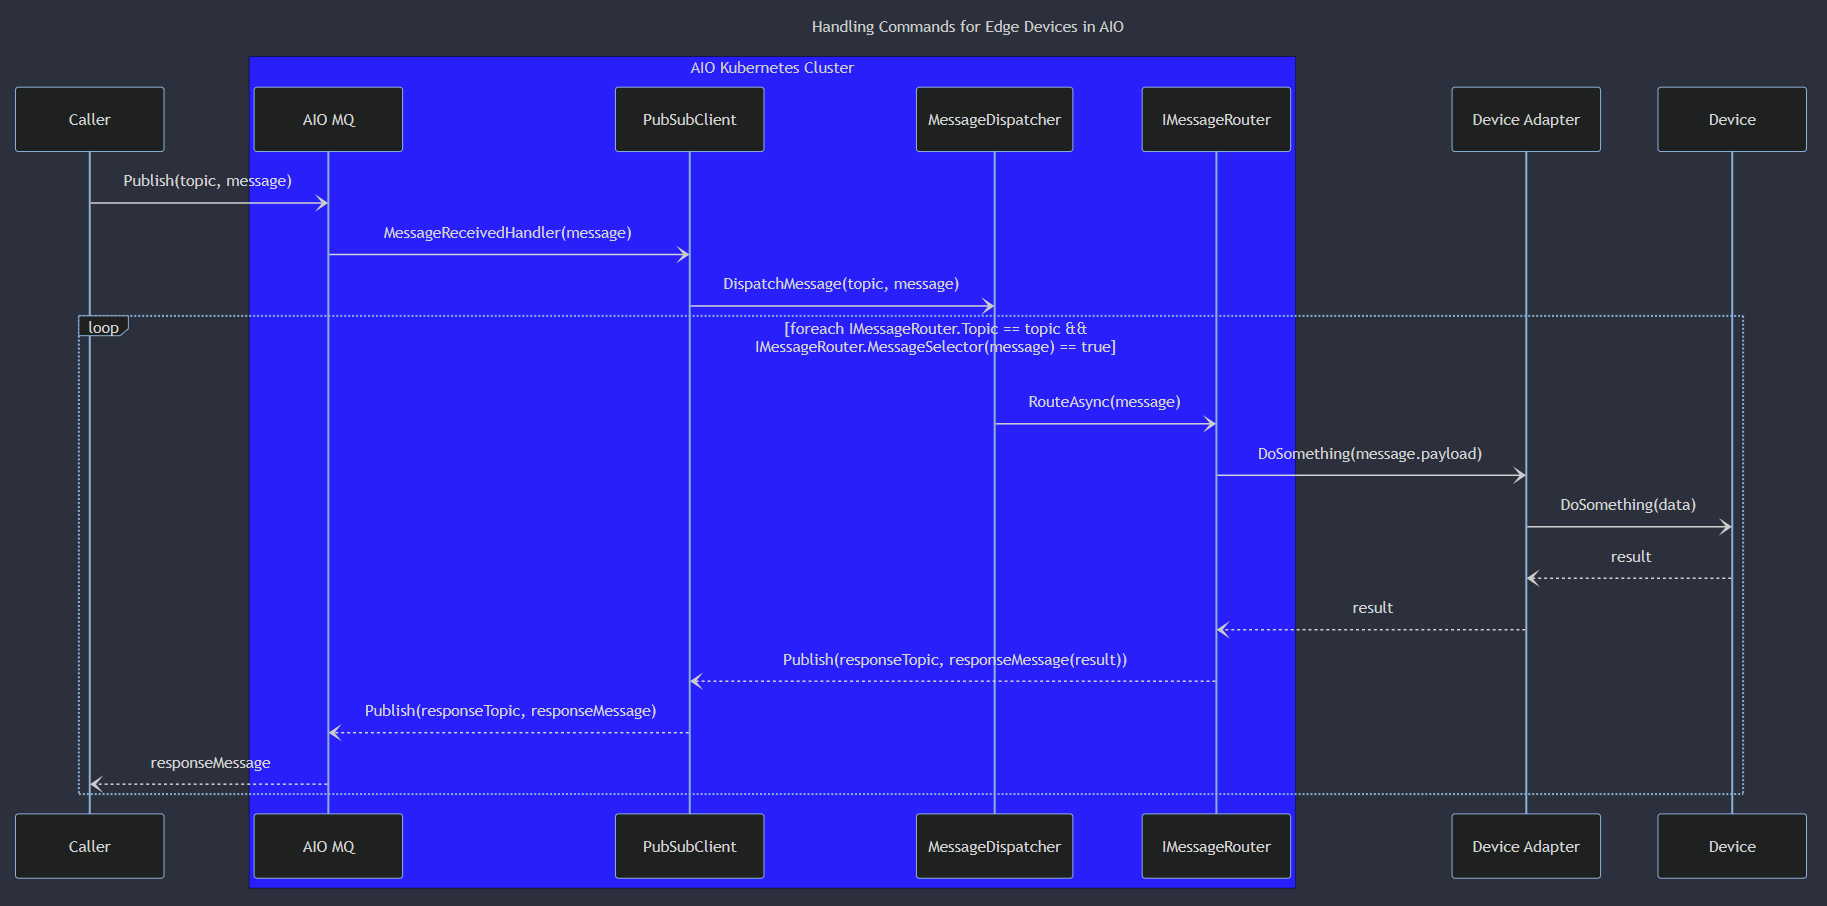 Handling Commands for Edge Devices in AIO
AIO Kubernetes Cluster
Caller
AIO MQ
PubSubClient
MessageDispatcher
IMessageRouter
Device Adapter
Device
Publish(topic, message)
MessageReceivedHandler(message)
DispatchMessage(topic, message)
loop
[foreach IMessageRouter.Topic == topic &&
IMessageRouter.MessageSelector(message) == true]
RouteAsync(message)
DoSomething(message.payload)
DoSomething(data)
result
result
Publish(responseTopic, responseMessage(result))
Publish(responseTopic, responseMessage)
responseMessage
Caller
AIO MQ
PubSubClient
MessageDispatcher
IMessageRouter
Device Adapter
Device